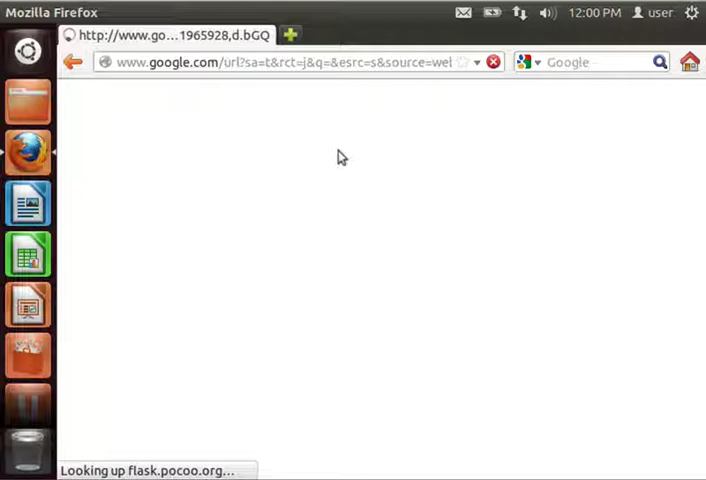 Mozilla Firefox
12:00 PM
user
http://www.go...1965928,d.bGQ
www.google.com/url?sa=t&rct=j&q=&esrc=s&source=wel
Google
Looking up flask.pocoo.org...